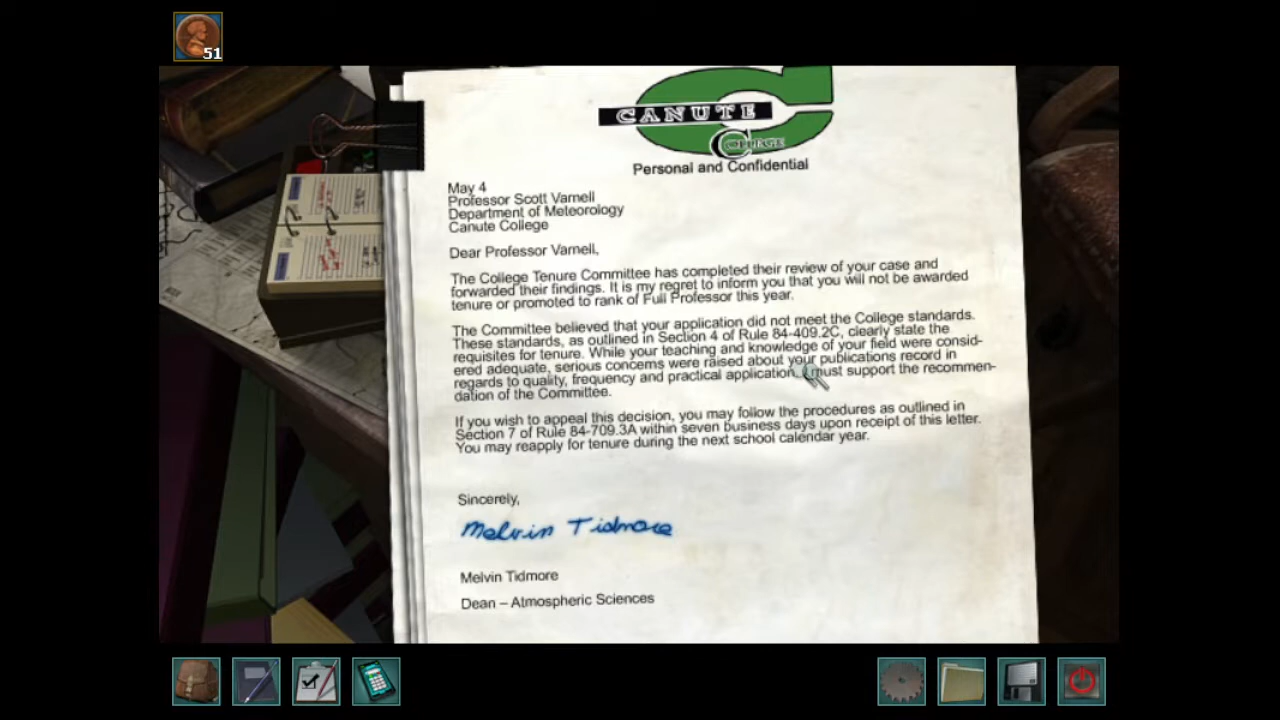 51
CANUTE
COLLEGE
Personal and Confidential
May 4
Professor Scott Varnell
Department of Meteorology
Canute College
Dear Professor Varnell,
The College Tenure Committee has completed their review of your case and
forwarded their findings. It is my regret to inform you that you will not be awarded
tenure or promoted to rank of Full Professor this year.
The Committee believed that your application did not meet the College standards.
These standards, as outlined in Section 4 of Rule 84-409.2C, clearly state the
requisites for tenure. While your teaching and knowledge of your field were consid-
ered adequate, serious concerns were raised about your publications record in
regards to quality, frequency and practical application. I must support the recommen-
dation of the Committee.
If you wish to appeal this decision, you may follow the procedures as outlined in
Section 7 of Rule 84-709.3A within seven business days upon receipt of this letter.
You may reapply for tenure during the next school calendar year.
Sincerely,
Melvin Tidmore
Melvin Tidmore
Dean – Atmospheric Sciences